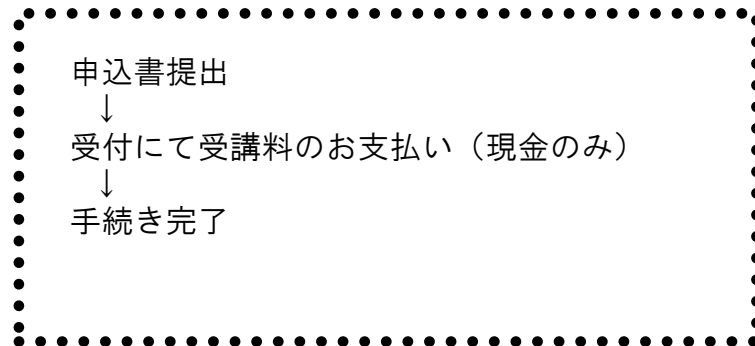 申込書提出
↓
受付にて受講料のお支払い（現金のみ）
↓
手続き完了